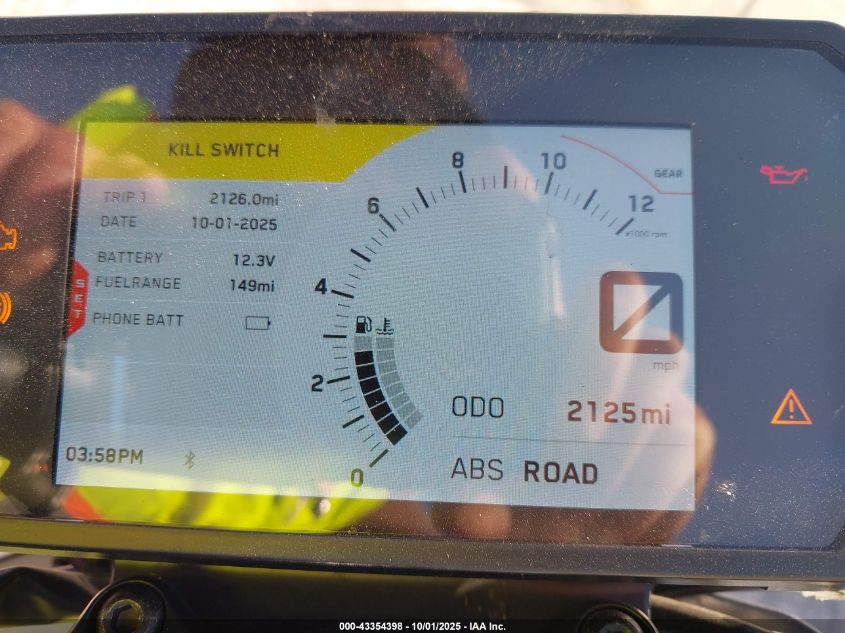 KILL SWITCH
TRIP 1 2126.0mi
DATE 10-01-2025
BATTERY 12.3V
FUELRANGE 149mi
PHONE BATT
SET
03:58PM
0
2
4
6
8
10
12
x1000 rpm
GEAR
mph
ODO 2125mi
ABS ROAD
000-43354398 - 10/01/2025 - IAA Inc.